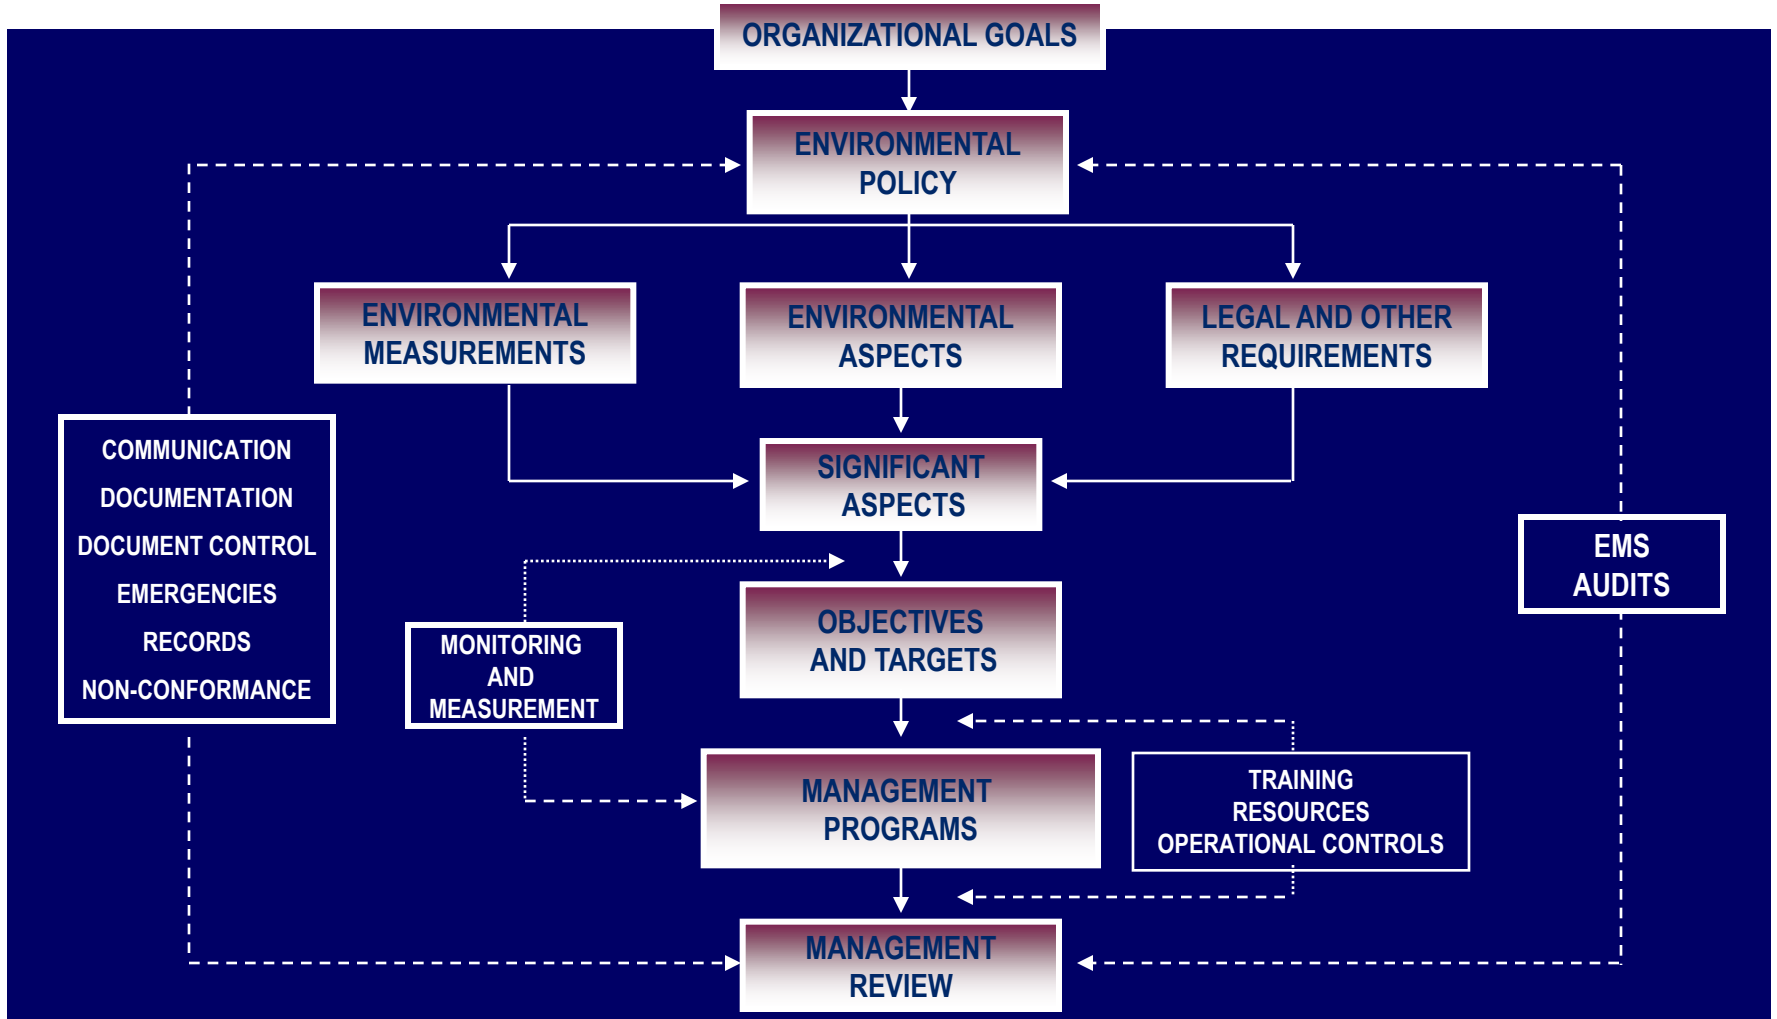 ORGANIZATIONAL GOALS
ENVIRONMENTAL
POLICY
ENVIRONMENTAL
MEASUREMENTS
ENVIRONMENTAL
ASPECTS
LEGAL AND OTHER
REQUIREMENTS
COMMUNICATION
DOCUMENTATION
DOCUMENT CONTROL
EMERGENCIES
RECORDS
NON-CONFORMANCE
SIGNIFICANT
ASPECTS
EMS
AUDITS
OBJECTIVES
AND TARGETS
MONITORING
AND
MEASUREMENT
MANAGEMENT
PROGRAMS
TRAINING
RESOURCES
OPERATIONAL CONTROLS
MANAGEMENT
REVIEW